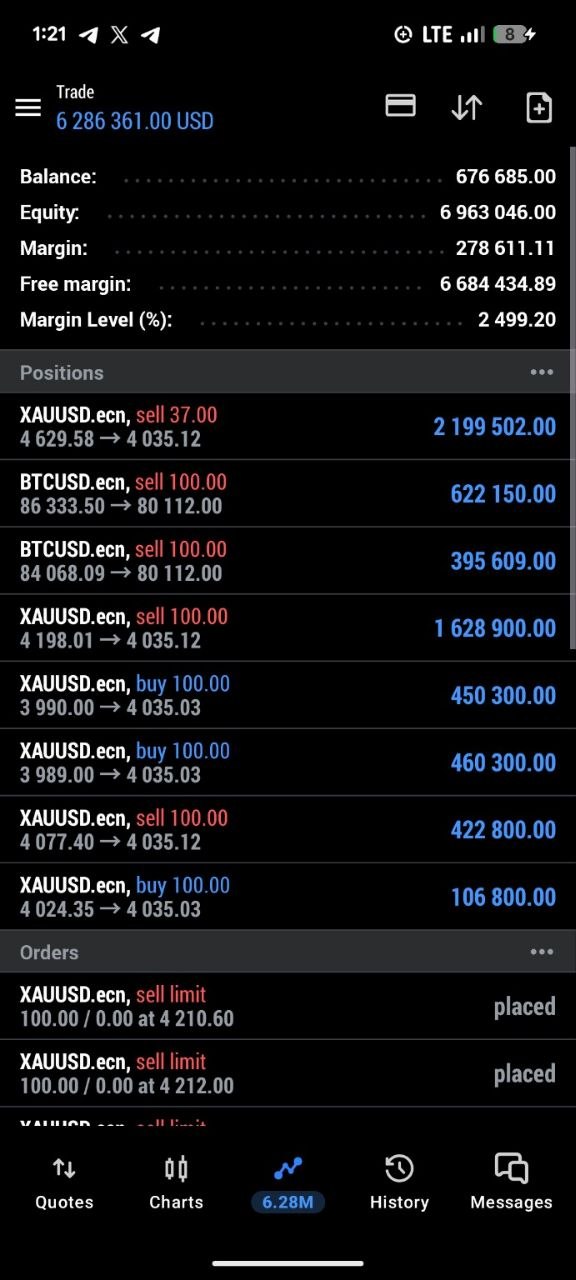 1:21
LTE
8
Trade
6 286 361.00 USD
Balance: 676 685.00
Equity: 6 963 046.00
Margin: 278 611.11
Free margin: 6 684 434.89
Margin Level (%): 2 499.20
Positions
XAUUSD.ecn, sell 37.00
4 629.58 → 4 035.12
2 199 502.00
BTCUSD.ecn, sell 100.00
86 333.50 → 80 112.00
622 150.00
BTCUSD.ecn, sell 100.00
84 068.09 → 80 112.00
395 609.00
XAUUSD.ecn, sell 100.00
4 198.01 → 4 035.12
1 628 900.00
XAUUSD.ecn, buy 100.00
3 990.00 → 4 035.03
450 300.00
XAUUSD.ecn, buy 100.00
3 989.00 → 4 035.03
460 300.00
XAUUSD.ecn, sell 100.00
4 077.40 → 4 035.12
422 800.00
XAUUSD.ecn, buy 100.00
4 024.35 → 4 035.03
106 800.00
Orders
XAUUSD.ecn, sell limit
100.00 / 0.00 at 4 210.60
placed
XAUUSD.ecn, sell limit
100.00 / 0.00 at 4 212.00
placed
XAUUSD.ecn, sell limit
Quotes
Charts
6.28M
History
Messages